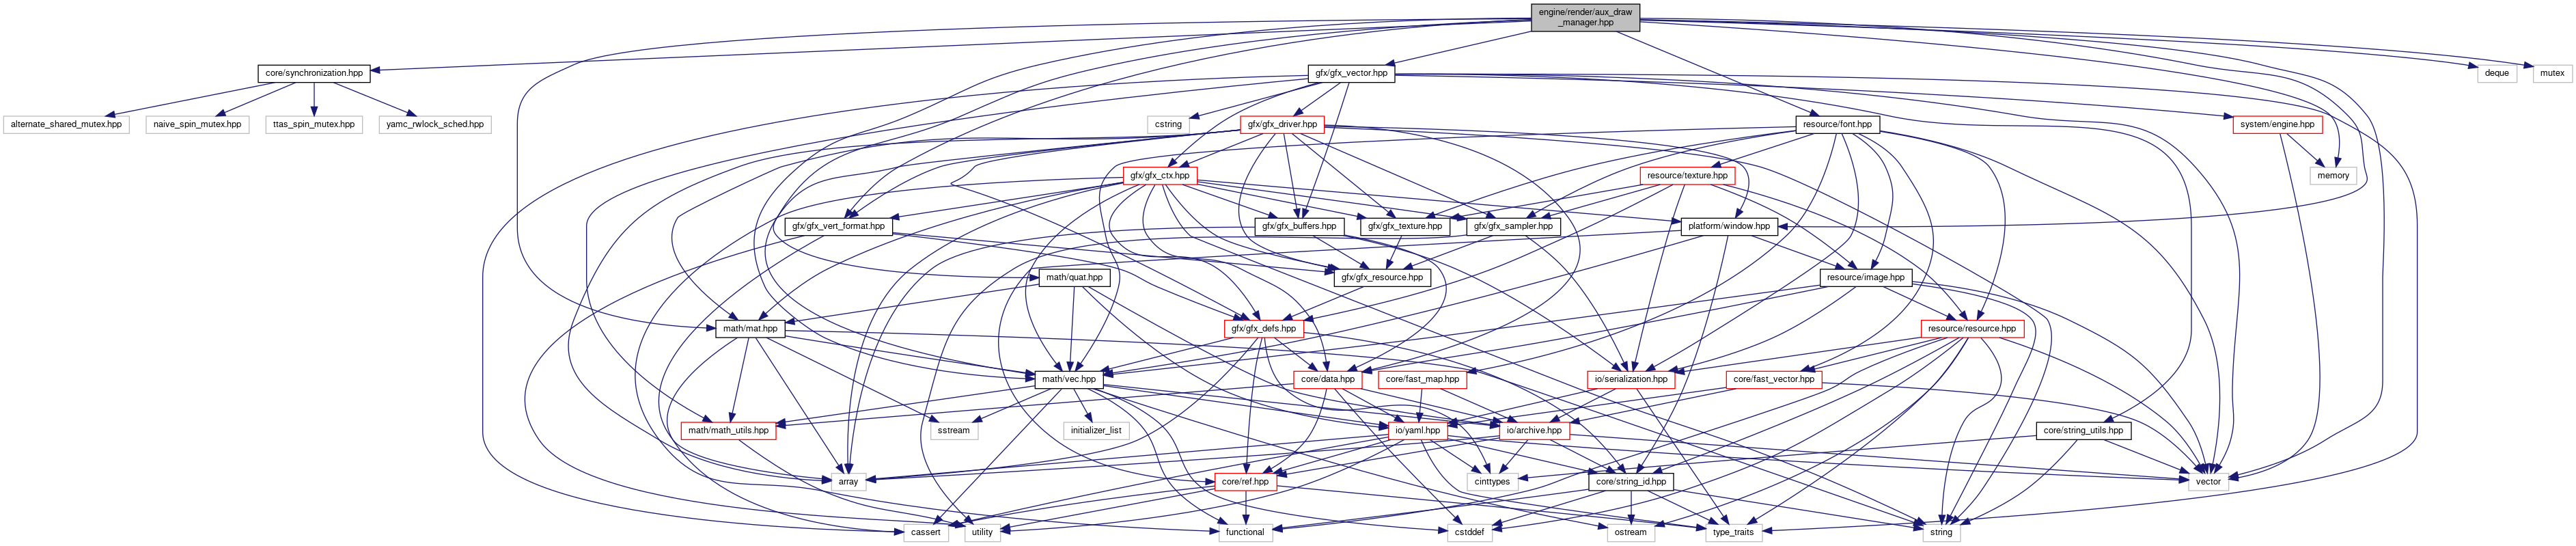 engine/render/aux_draw
_manager.hpp
core/synchronization.hpp
gfx/gfx_vector.hpp
deque
mutex
alternate_shared_mutex.hpp
naive_spin_mutex.hpp
ttas_spin_mutex.hpp
yamc_rwlock_sched.hpp
cstring
gfx/gfx_driver.hpp
resource/font.hpp
system/engine.hpp
gfx/gfx_ctx.hpp
resource/texture.hpp
memory
gfx/gfx_vert_format.hpp
gfx/gfx_buffers.hpp
gfx/gfx_texture.hpp
gfx/gfx_sampler.hpp
platform/window.hpp
math/quat.hpp
gfx/gfx_resource.hpp
resource/image.hpp
math/mat.hpp
gfx/gfx_defs.hpp
resource/resource.hpp
math/vec.hpp
core/data.hpp
core/fast_map.hpp
io/serialization.hpp
core/fast_vector.hpp
math/math_utils.hpp
sstream
initializer_list
io/yaml.hpp
io/archive.hpp
core/string_utils.hpp
array
core/ref.hpp
cinttypes
core/string_id.hpp
vector
cassert
utility
functional
cstddef
ostream
type_traits
string